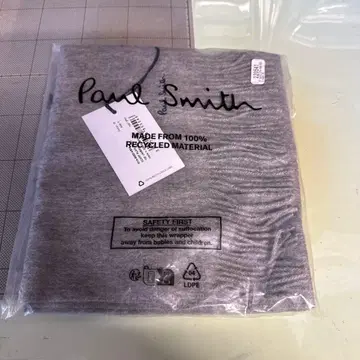 Paul Smith
MADE FROM 100%
RECYCLED MATERIAL
SAFETY FIRST
To avoid danger of suffocation
keep this wrapper
away from babies and children.
04
LDPE